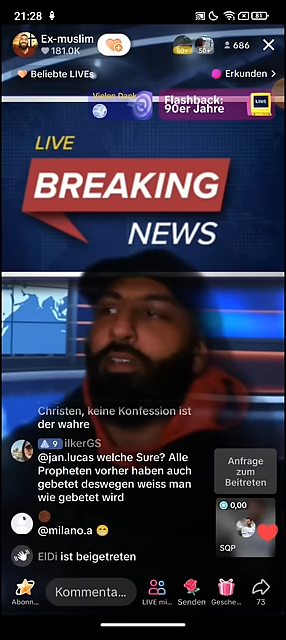 21:28
81
Ex-muslim
181.0K
50+
50+
686
Beliebte LIVEs
Erkunden
Vielen Dank
Flashback:
90er Jahre
LIVE
LIVE
BREAKING
NEWS
Christen, keine Konfession ist
der wahre
9 ilkerGS
@jan.lucas welche Sure? Alle
Propheten vorher haben auch
gebetet deswegen weiss man
wie gebetet wird
@milano.a 😁
ElDi ist beigetreten
Anfrage
zum
Beitreten
0,00
SQP
Abonn...
Kommenta...
LIVE mi...
Senden
Gesche...
73